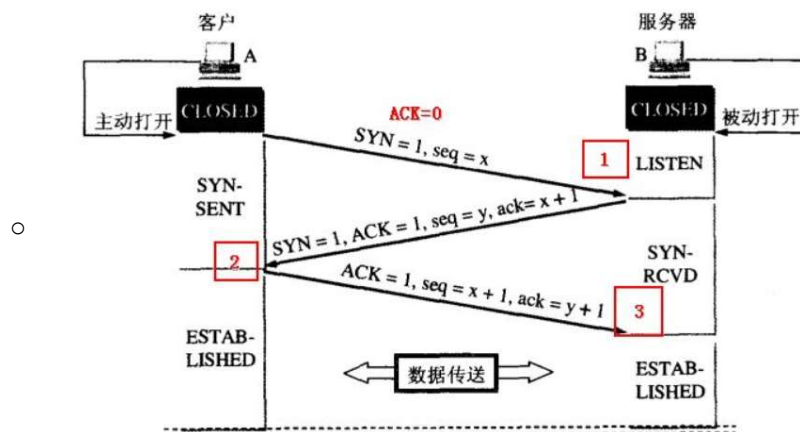 客户
服务器
A
B
CLOSED
CLOSED
主动打开
被动打开
ACK=0
SYN = 1, seq = x
1
LISTEN
SYN-
SENT
SYN = 1, ACK = 1, seq = y, ack= x + 1
2
SYN-
RCVD
ACK = 1, seq = x + 1, ack = y + 1
3
ESTAB-
LISHED
数据传送
ESTAB-
LISHED